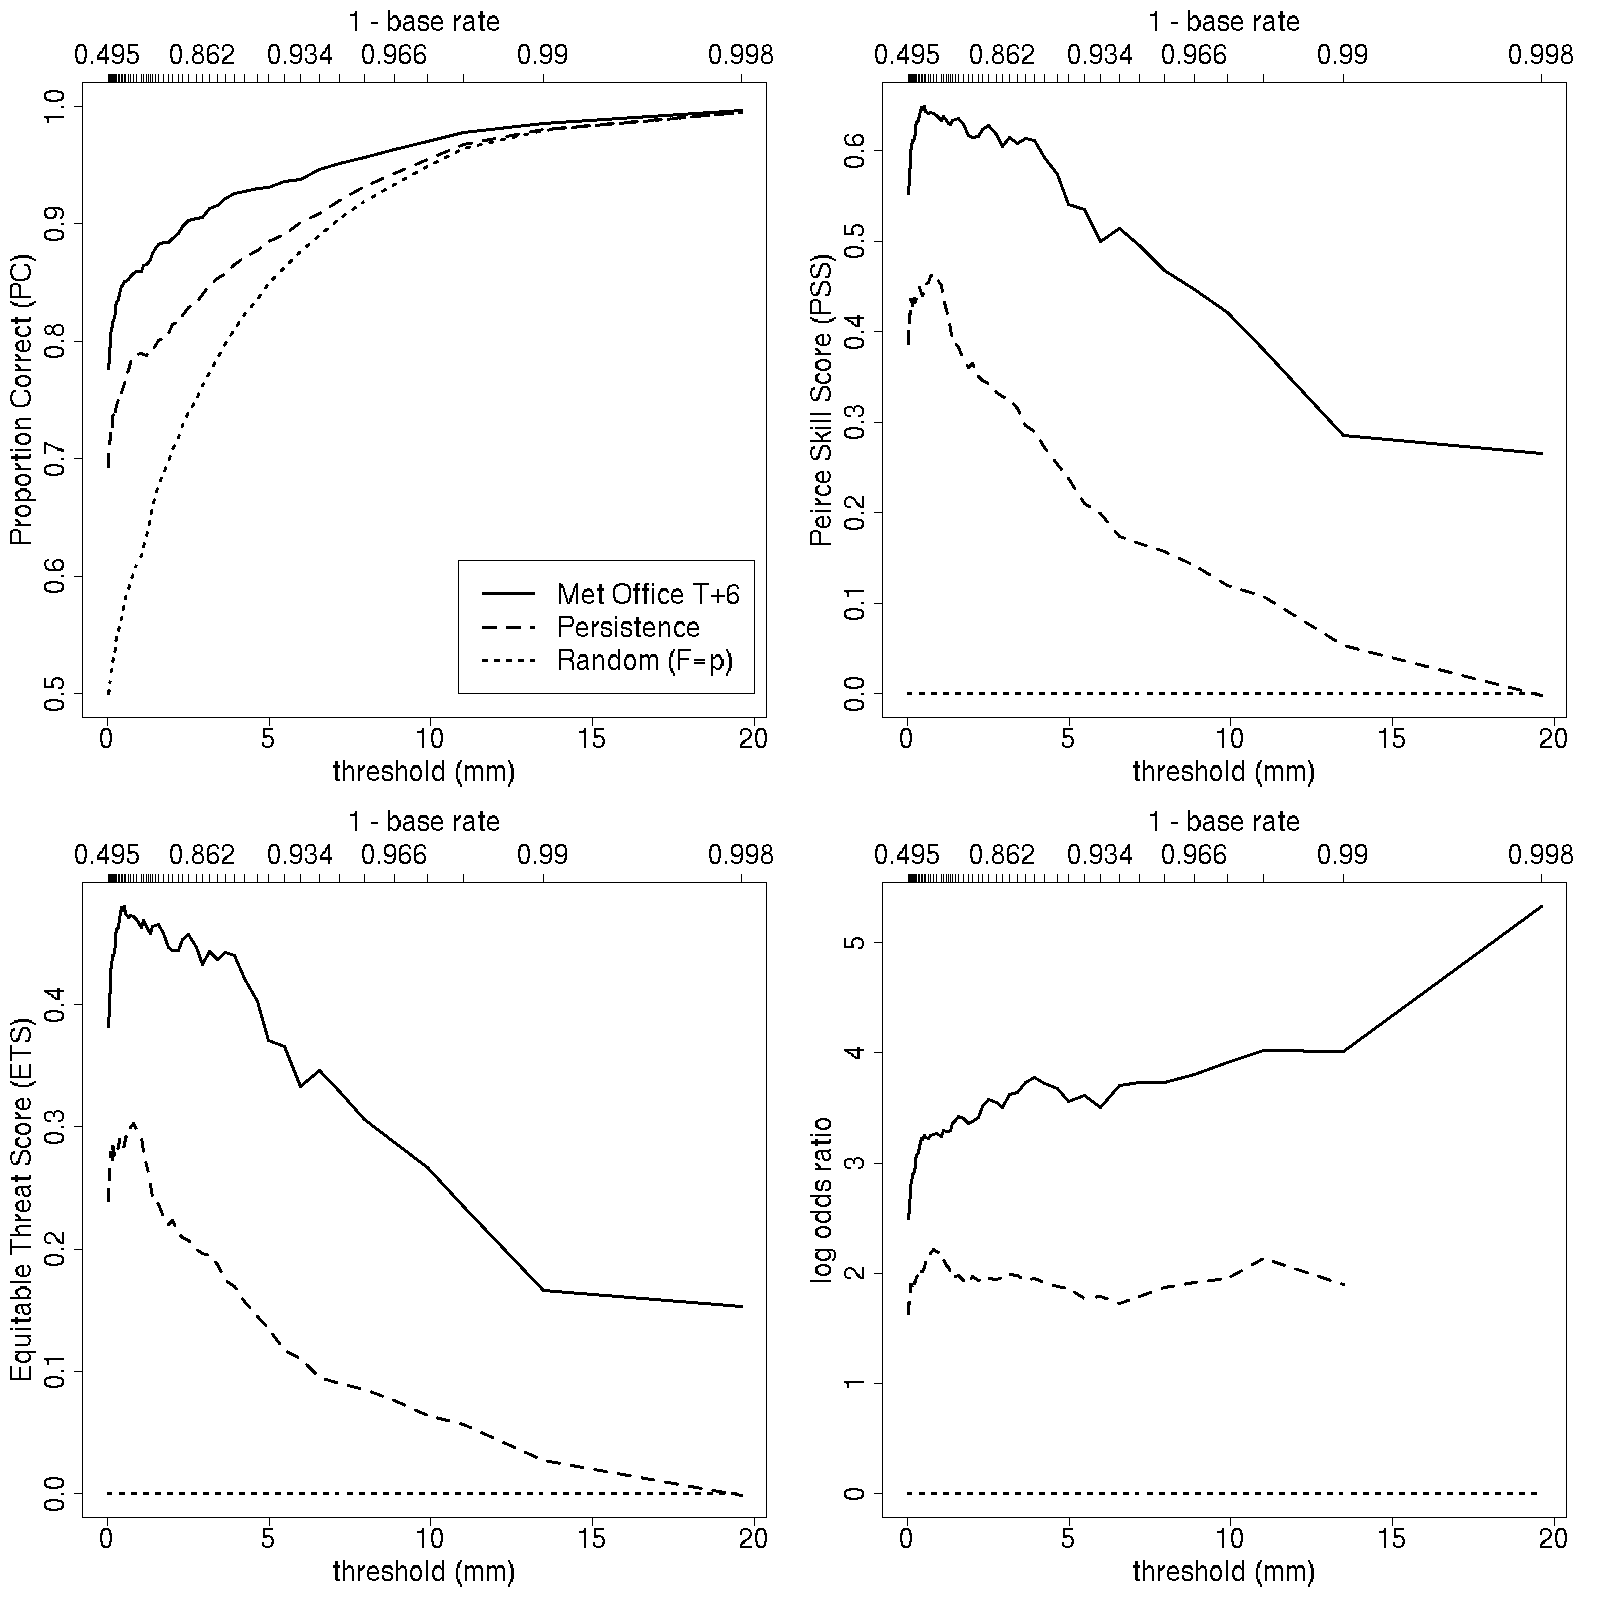 1 - base rate
0.495 0.862 0.934 0.966 0.99 0.998
Proportion Correct (PC)
1.0
0.9
0.8
0.7
0.6
0.5
Met Office T+6
Persistence
Random (F=p)
0 5 10 15 20
threshold (mm)
1 - base rate
0.495 0.862 0.934 0.966 0.99 0.998
Peirce Skill Score (PSS)
0.6
0.5
0.4
0.3
0.2
0.1
0.0
0 5 10 15 20
threshold (mm)
1 - base rate
0.495 0.862 0.934 0.966 0.99 0.998
Equitable Threat Score (ETS)
0.4
0.3
0.2
0.1
0.0
0 5 10 15 20
threshold (mm)
1 - base rate
0.495 0.862 0.934 0.966 0.99 0.998
log odds ratio
5
4
3
2
1
0
0 5 10 15 20
threshold (mm)